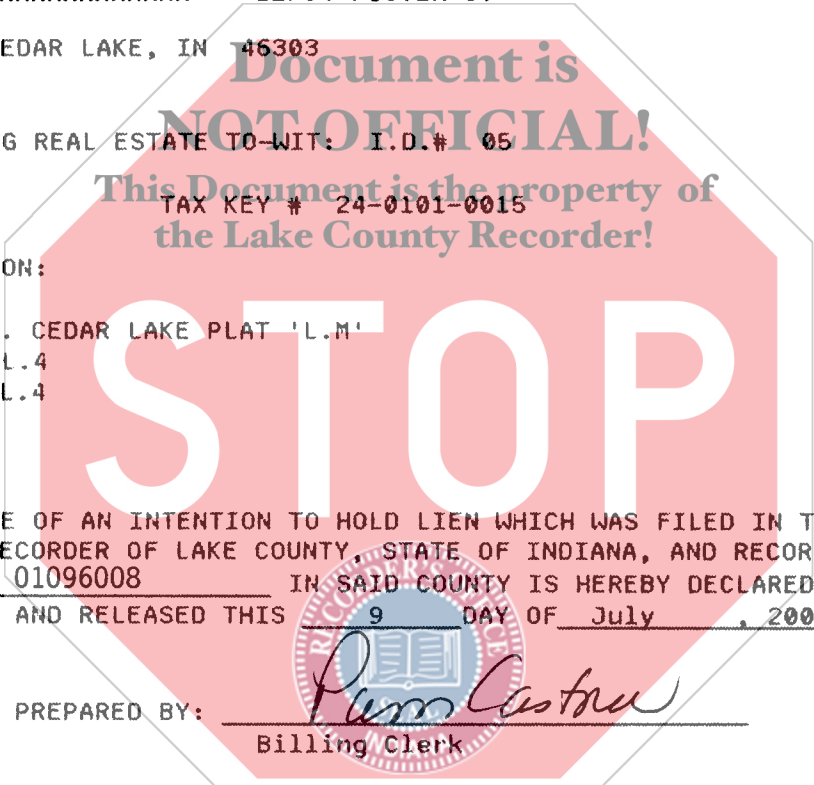 EDAR LAKE, IN 46303
Document is
NOT OFFICIAL!
G REAL ESTATE TO-WIT: I.D.# 05
This Document is the property of
TAX KEY # 24-0101-0015
the Lake County Recorder!
ON:
. CEDAR LAKE PLAT 'L.M'
L.4
L.4
STOP
E OF AN INTENTION TO HOLD LIEN WHICH WAS FILED IN T
ECORDER OF LAKE COUNTY, STATE OF INDIANA, AND RECOR
01096008 IN SAID COUNTY IS HEREBY DECLARED
AND RELEASED THIS 9 DAY OF July , 200
PREPARED BY: Pam Castru
Billing Clerk
INDIANA